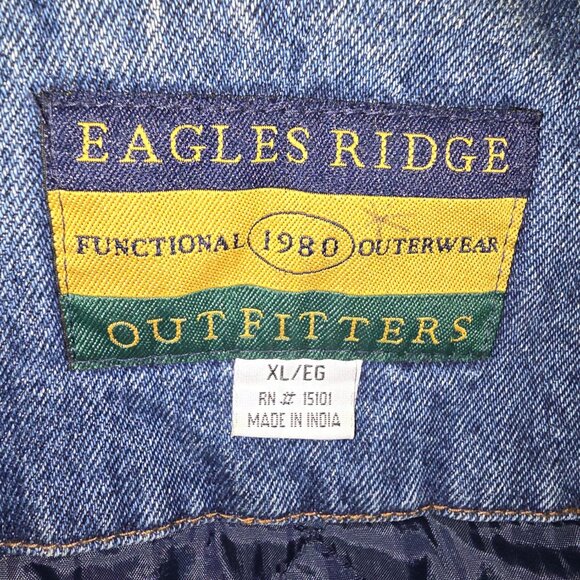 EAGLES RIDGE
FUNCTIONAL 1980 OUTERWEAR
OUTFITTERS
XL/EG
RN # 15101
MADE IN INDIA